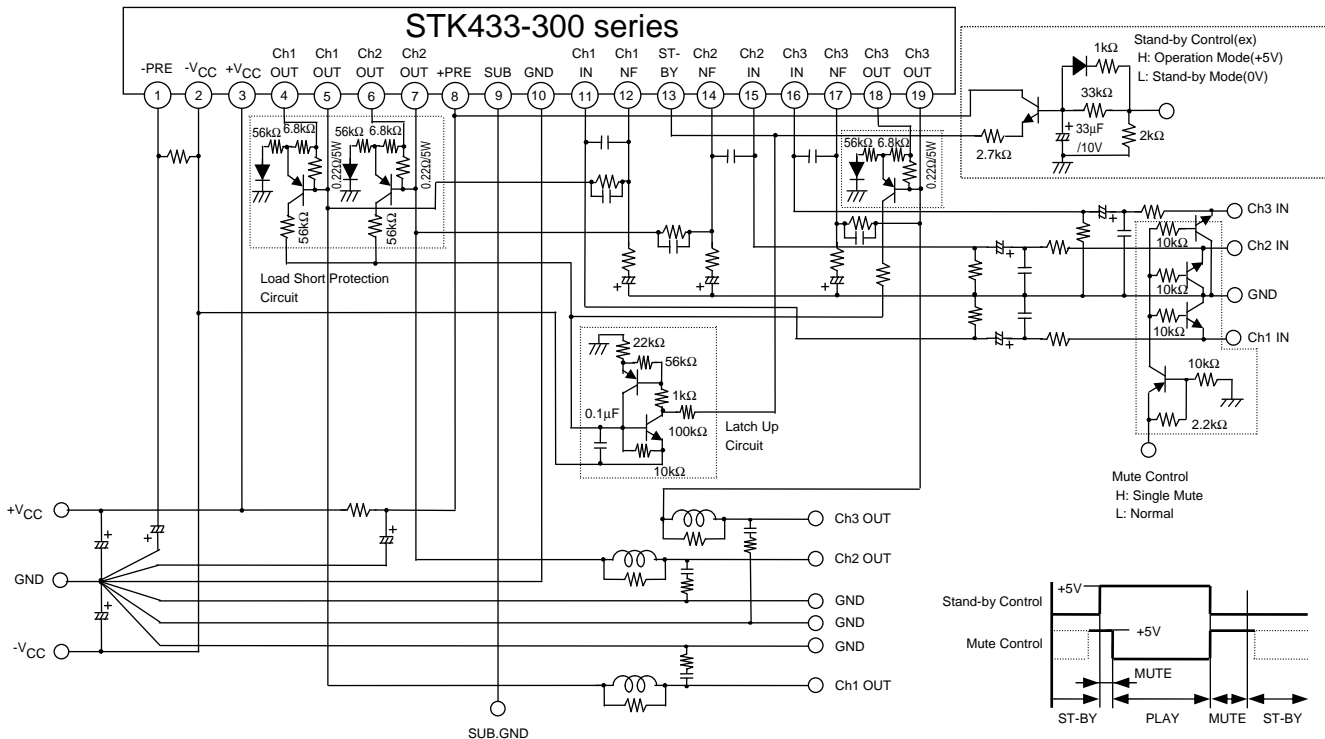 STK433-300 series
-PRE
-VCC
+VCC
Ch1 OUT
Ch1 OUT
Ch2 OUT
Ch2 OUT
+PRE
SUB
GND
Ch1 IN
Ch1 NF
ST-BY
Ch2 NF
Ch2 IN
Ch3 IN
Ch3 NF
Ch3 OUT
Ch3 OUT
1 2 3 4 5 6 7 8 9 10 11 12 13 14 15 16 17 18 19
Stand-by Control(ex)
H: Operation Mode(+5V)
L: Stand-by Mode(0V)
1kΩ
33kΩ
33µF
/10V
2kΩ
2.7kΩ
56kΩ
6.8kΩ
0.22Ω/5W
56kΩ
56kΩ
6.8kΩ
0.22Ω/5W
56kΩ
Load Short Protection
Circuit
56kΩ
6.8kΩ
0.22Ω/5W
Ch3 IN
10kΩ
Ch2 IN
10kΩ
GND
10kΩ
Ch1 IN
10kΩ
2.2kΩ
Mute Control
H: Single Mute
L: Normal
22kΩ
56kΩ
1kΩ
0.1µF
100kΩ
10kΩ
Latch Up
Circuit
+VCC
GND
-VCC
Ch3 OUT
Ch2 OUT
GND
GND
GND
Ch1 OUT
SUB.GND
Stand-by Control
+5V
Mute Control
+5V
MUTE
ST-BY
PLAY
MUTE
ST-BY